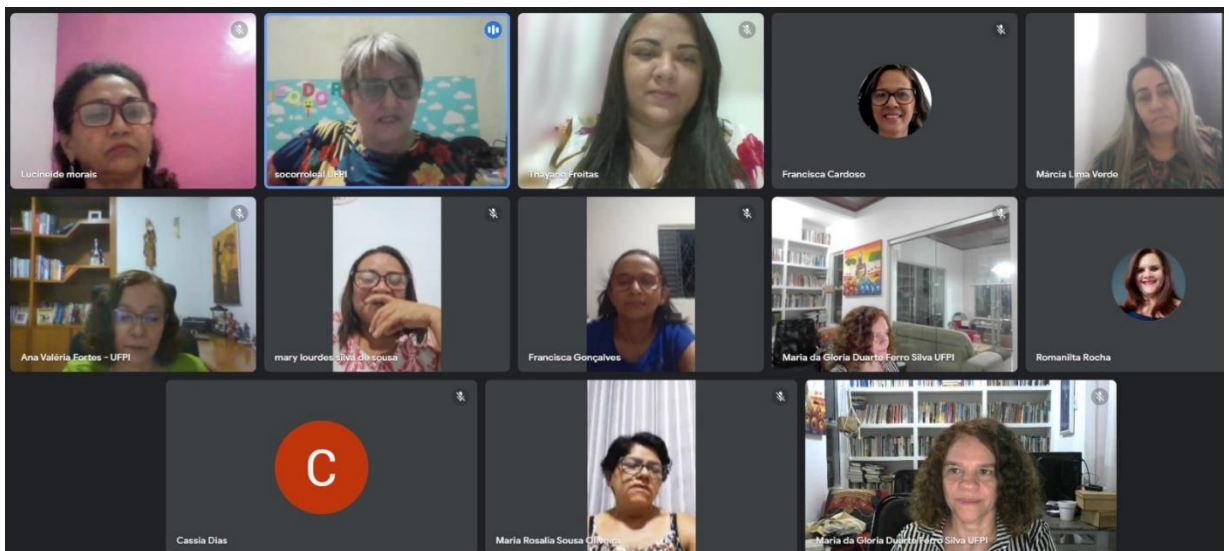 Lucineide morais
socorroleal UFPI
Thayane Freitas
Francisca Cardoso
Márcia Lima Verde
Ana Valéria Fortes - UFPI
mary lourdes silva de sousa
Francisca Gonçalves
Maria da Gloria Duarte Ferro Silva UFPI
Romanilta Rocha
C
Cassia Dias
Maria Rosalia Sousa Oliveira
Maria da Gloria Duarte Ferro Silva UFPI